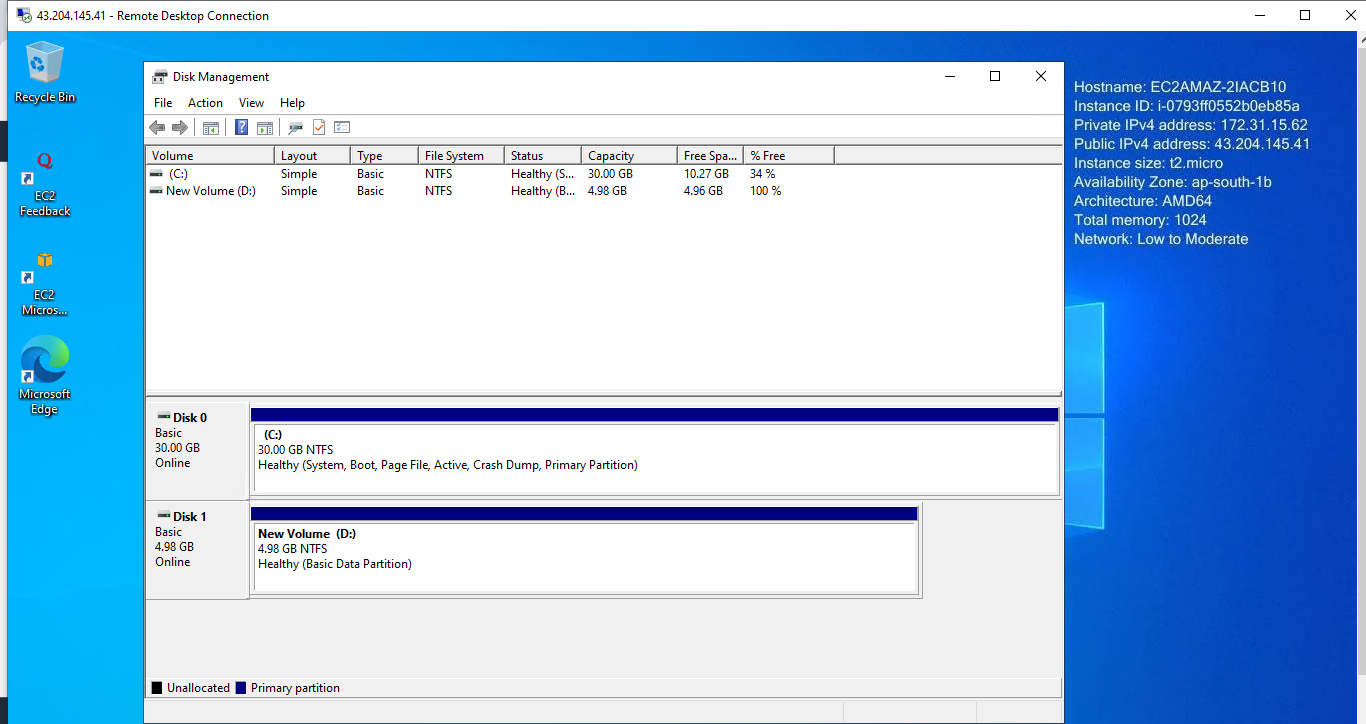 43.204.145.41 - Remote Desktop Connection
Recycle Bin
EC2
Feedback
EC2
Micros...
Microsoft
Edge
Disk Management
File Action View Help
Volume Layout Type File System Status Capacity Free Spa... % Free
(C:) Simple Basic NTFS Healthy (S... 30.00 GB 10.27 GB 34 %
New Volume (D:) Simple Basic NTFS Healthy (B... 4.98 GB 4.96 GB 100 %
Disk 0
Basic
30.00 GB
Online
(C:)
30.00 GB NTFS
Healthy (System, Boot, Page File, Active, Crash Dump, Primary Partition)
Disk 1
Basic
4.98 GB
Online
New Volume (D:)
4.98 GB NTFS
Healthy (Basic Data Partition)
Unallocated Primary partition
Hostname: EC2AMAZ-2IACB10
Instance ID: i-0793ff0552b0eb85a
Private IPv4 address: 172.31.15.62
Public IPv4 address: 43.204.145.41
Instance size: t2.micro
Availability Zone: ap-south-1b
Architecture: AMD64
Total memory: 1024
Network: Low to Moderate